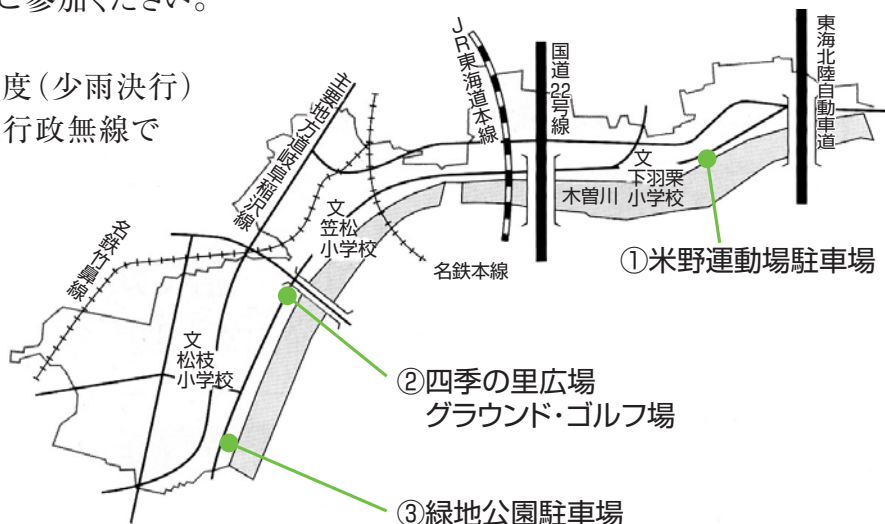 ご参加ください。
度（少雨決行）
行政無線で
主要地方道岐阜稲沢線
JR東海道本線
国道22号線
東海北陸自動車道
名鉄竹鼻線
文
笠松
小学校
名鉄本線
木曽川
文
下羽栗
小学校
①米野運動場駐車場
文
松枝
小学校
②四季の里広場
グラウンド・ゴルフ場
③緑地公園駐車場